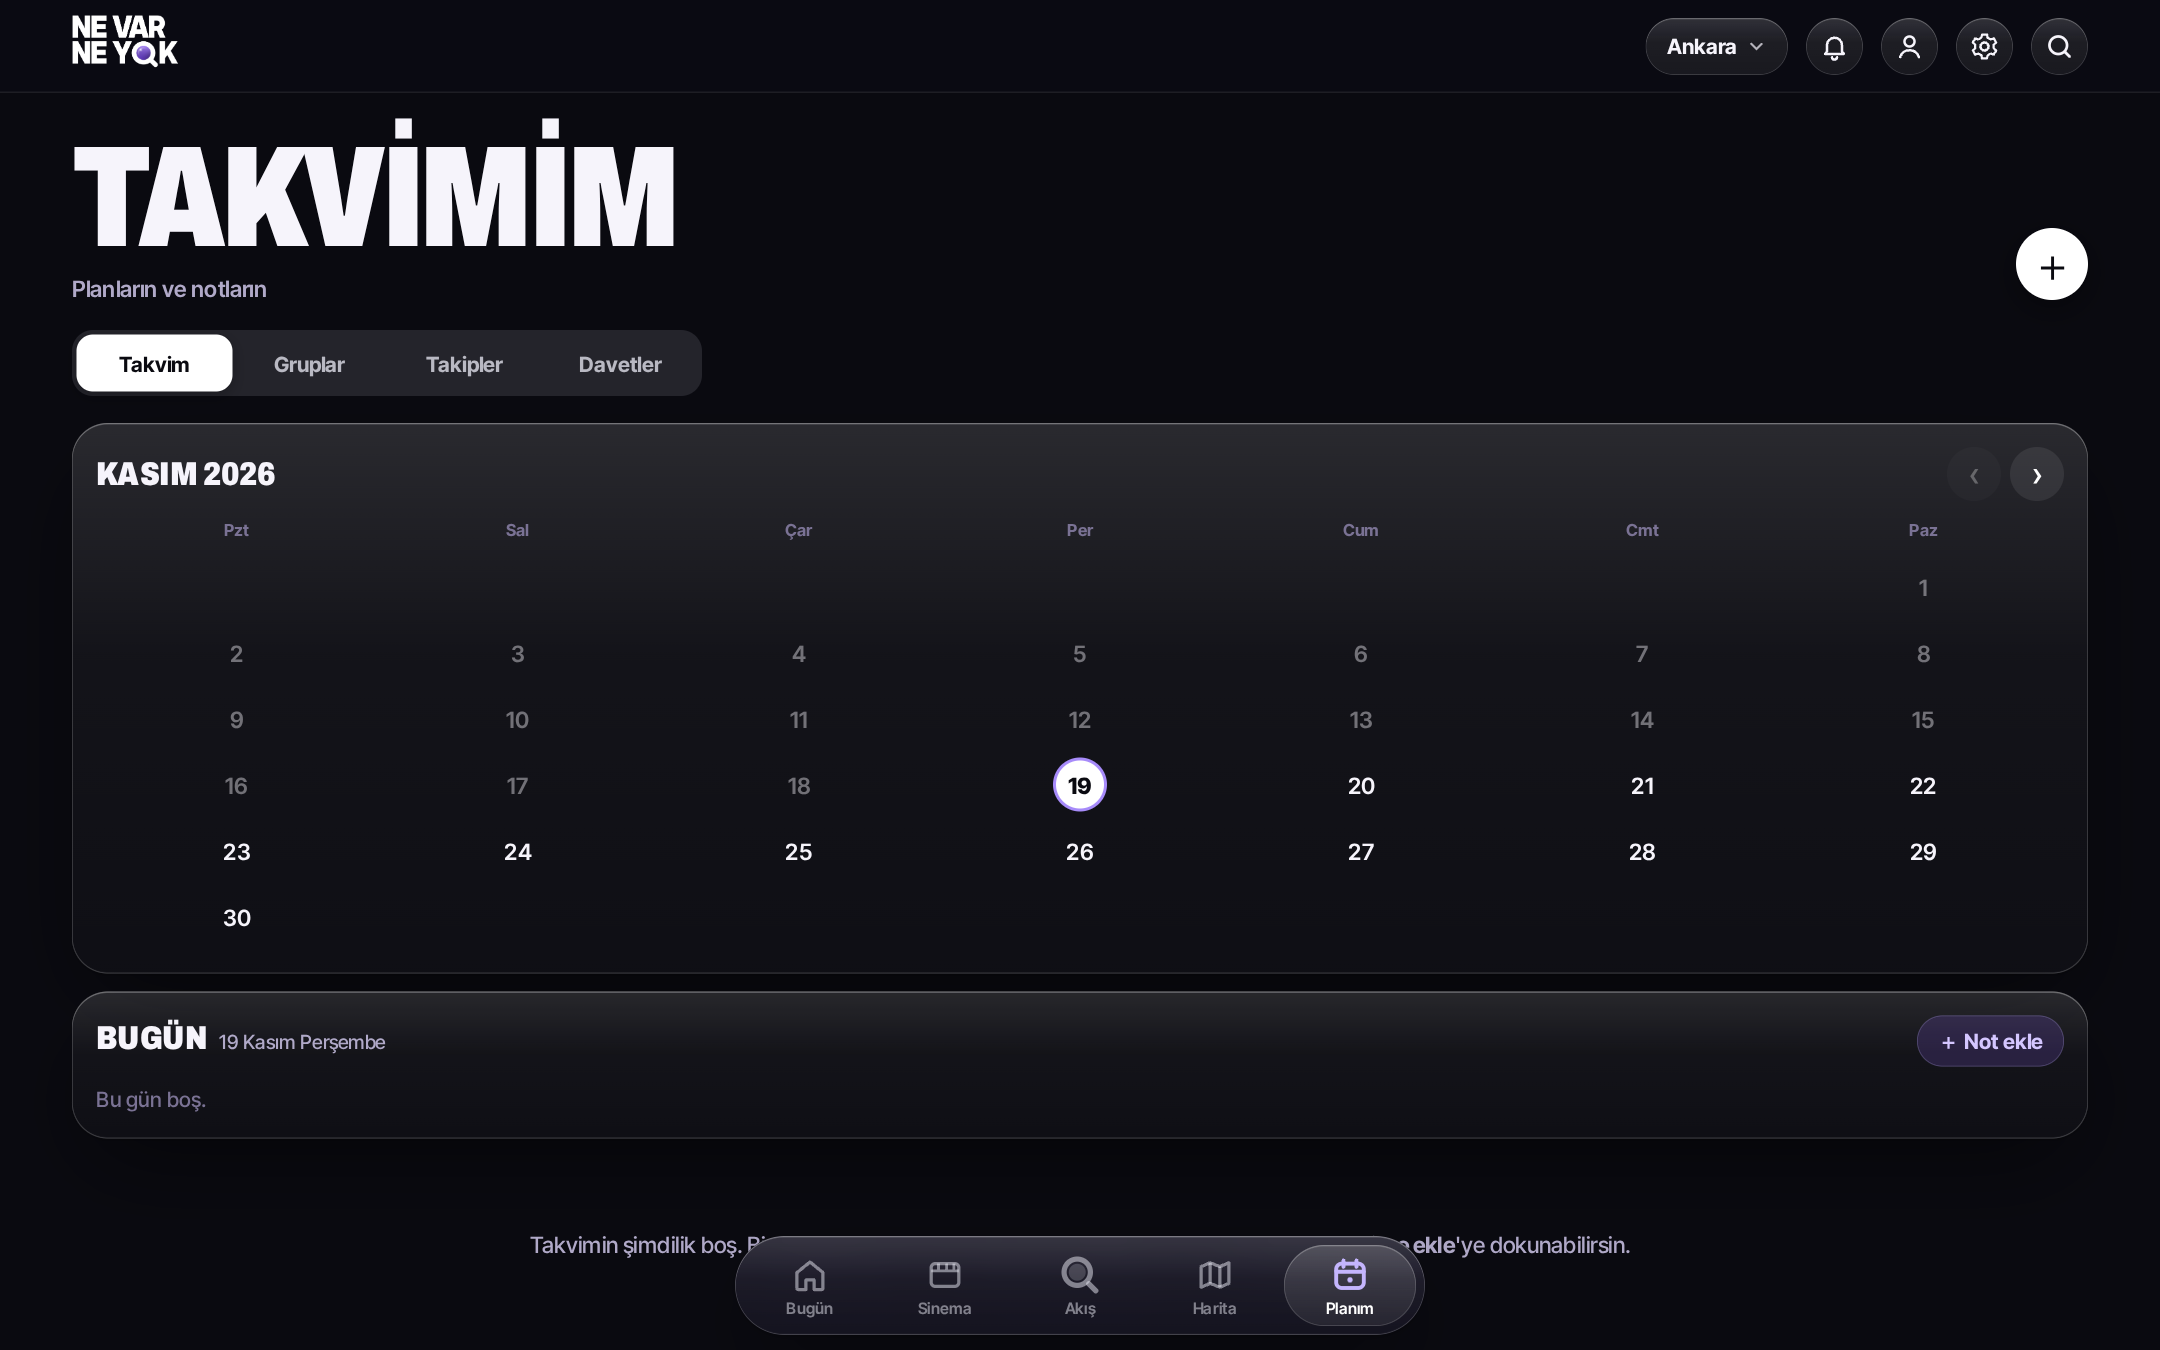 NE VAR
NE YOK
Ankara
TAKVİMİM
Planların ve notların
Takvim Gruplar Takipler Davetler
KASIM 2026
Pzt Sal Çar Per Cum Cmt Paz
1
2 3 4 5 6 7 8
9 10 11 12 13 14 15
16 17 18 19 20 21 22
23 24 25 26 27 28 29
30
BUGÜN 19 Kasım Perşembe
+ Not ekle
Bu gün boş.
Takvimin şimdilik boş. ekle'ye dokunabilirsin.
Bugün Sinema Akış Harita Planım